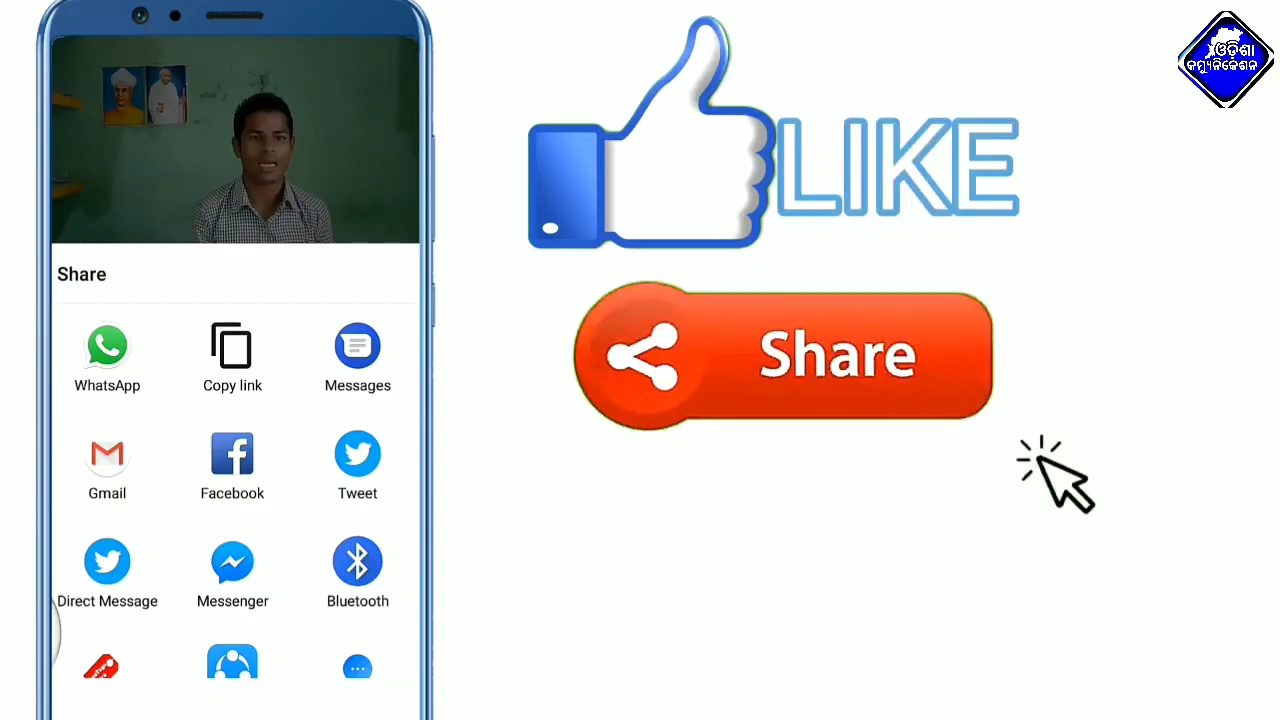 ଓଡ଼ିଶା
କମ୍ୟୁନିକେଶନ
LIKE
Share
Share
WhatsApp
Copy link
Messages
Gmail
Facebook
Tweet
Direct Message
Messenger
Bluetooth